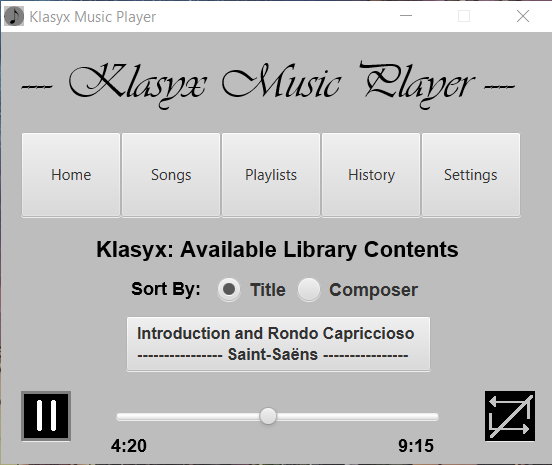 Klasyx Music Player
--- Klasyx Music Player ---
Home Songs Playlists History Settings
Klasyx: Available Library Contents
Sort By: Title Composer
Introduction and Rondo Capriccioso
---------------- Saint-Saëns ----------------
4:20 9:15